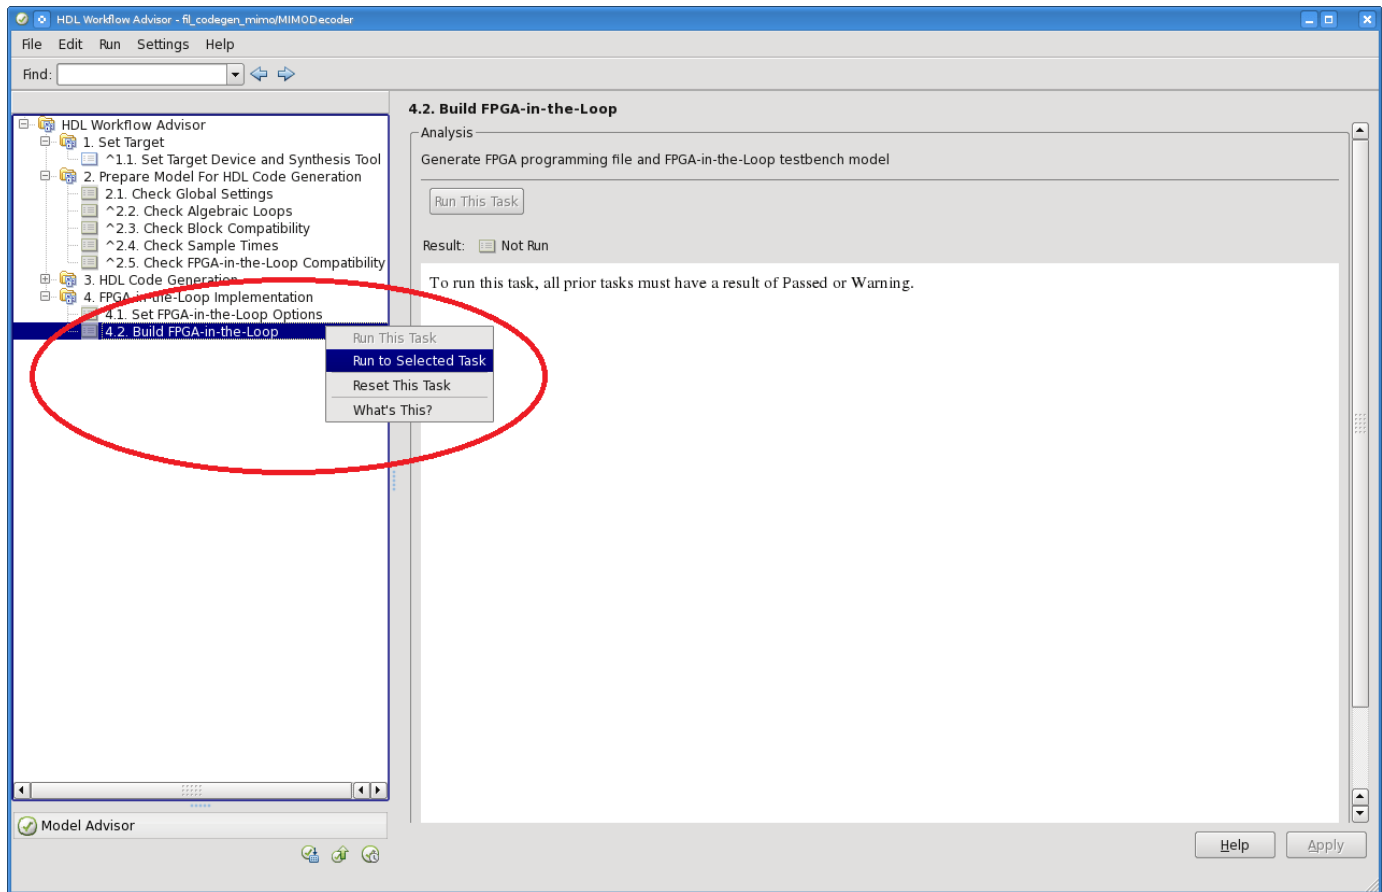 HDL Workflow Advisor - fil_codegen_mimo/MIMODecoder
File Edit Run Settings Help
Find:
HDL Workflow Advisor
1. Set Target
^1.1. Set Target Device and Synthesis Tool
2. Prepare Model For HDL Code Generation
2.1. Check Global Settings
^2.2. Check Algebraic Loops
^2.3. Check Block Compatibility
^2.4. Check Sample Times
^2.5. Check FPGA-in-the-Loop Compatibility
3. HDL Code Generation
4. FPGA-in-the-Loop Implementation
4.1. Set FPGA-in-the-Loop Options
4.2. Build FPGA-in-the-Loop
Run This Task
Run to Selected Task
Reset This Task
What's This?
Model Advisor
4.2. Build FPGA-in-the-Loop
Analysis
Generate FPGA programming file and FPGA-in-the-Loop testbench model
Run This Task
Result: Not Run
To run this task, all prior tasks must have a result of Passed or Warning.
Help Apply